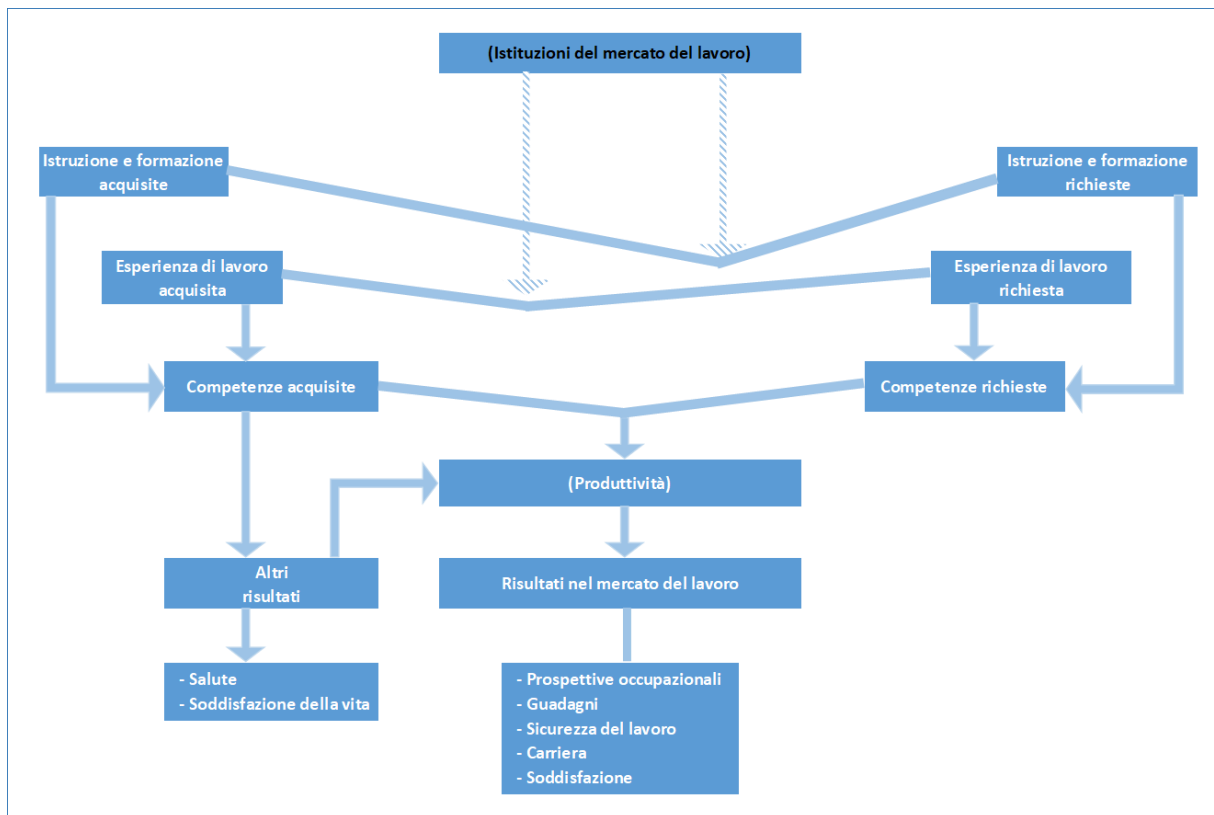 (Istituzioni del mercato del lavoro)
Istruzione e formazione
acquisite
Istruzione e formazione
richieste
Esperienza di lavoro
acquisita
Esperienza di lavoro
richiesta
Competenze acquisite
Competenze richieste
(Produttività)
Altri
risultati
Risultati nel mercato del lavoro
- Salute
- Soddisfazione della vita
- Prospettive occupazionali
- Guadagni
- Sicurezza del lavoro
- Carriera
- Soddisfazione